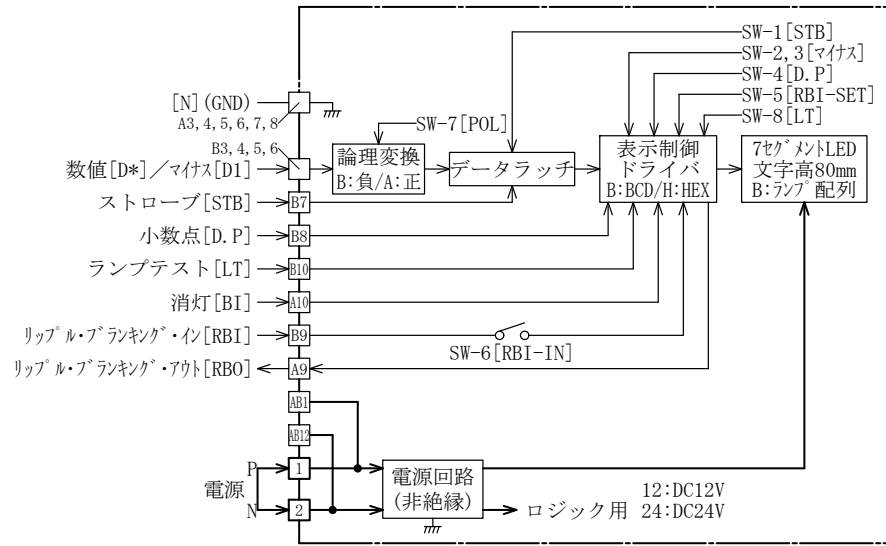 SW-1[STB]
SW-2,3[マイナス]
SW-4[D.P]
SW-5[RBI-SET]
SW-8[LT]
[N](GND)
A3,4,5,6,7,8
SW-7[POL]
B3,4,5,6
数値[D*]/マイナス[D1]
論理変換
B:負/A:正
データラッチ
表示制御
ドライバ
B:BCD/H:HEX
7セグメントLED
文字高80mm
B:ランプ配列
ストローブ[STB]
B7
小数点[D.P]
B8
ランプテスト[LT]
B10
消灯[BI]
A10
リップル・ブランキング・イン[RBI]
B9
SW-6[RBI-IN]
リップル・ブランキング・アウト[RBO]
A9
AB1
AB12
P
1
電源
N
2
電源回路
(非絶縁)
ロジック用
12:DC12V
24:DC24V